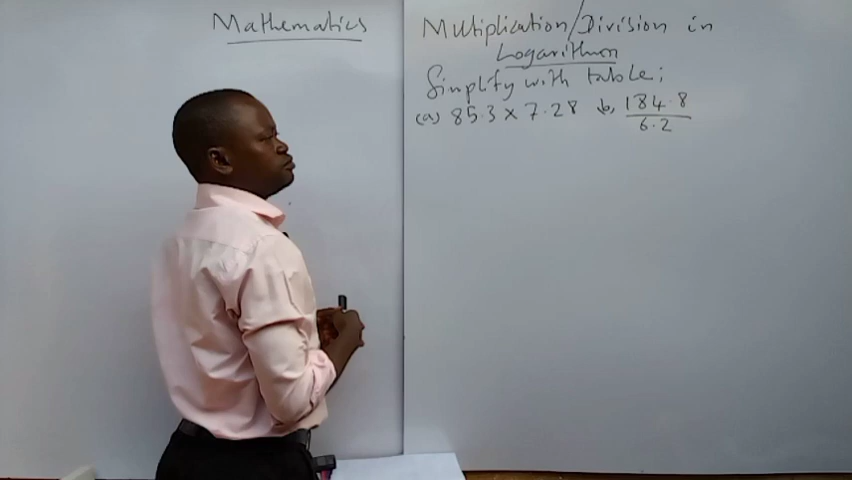 Mathematics
Multiplication/Division in
Logarithm
Simplify with table;
(a) 85.3 × 7.28 b, 184.8
6.2